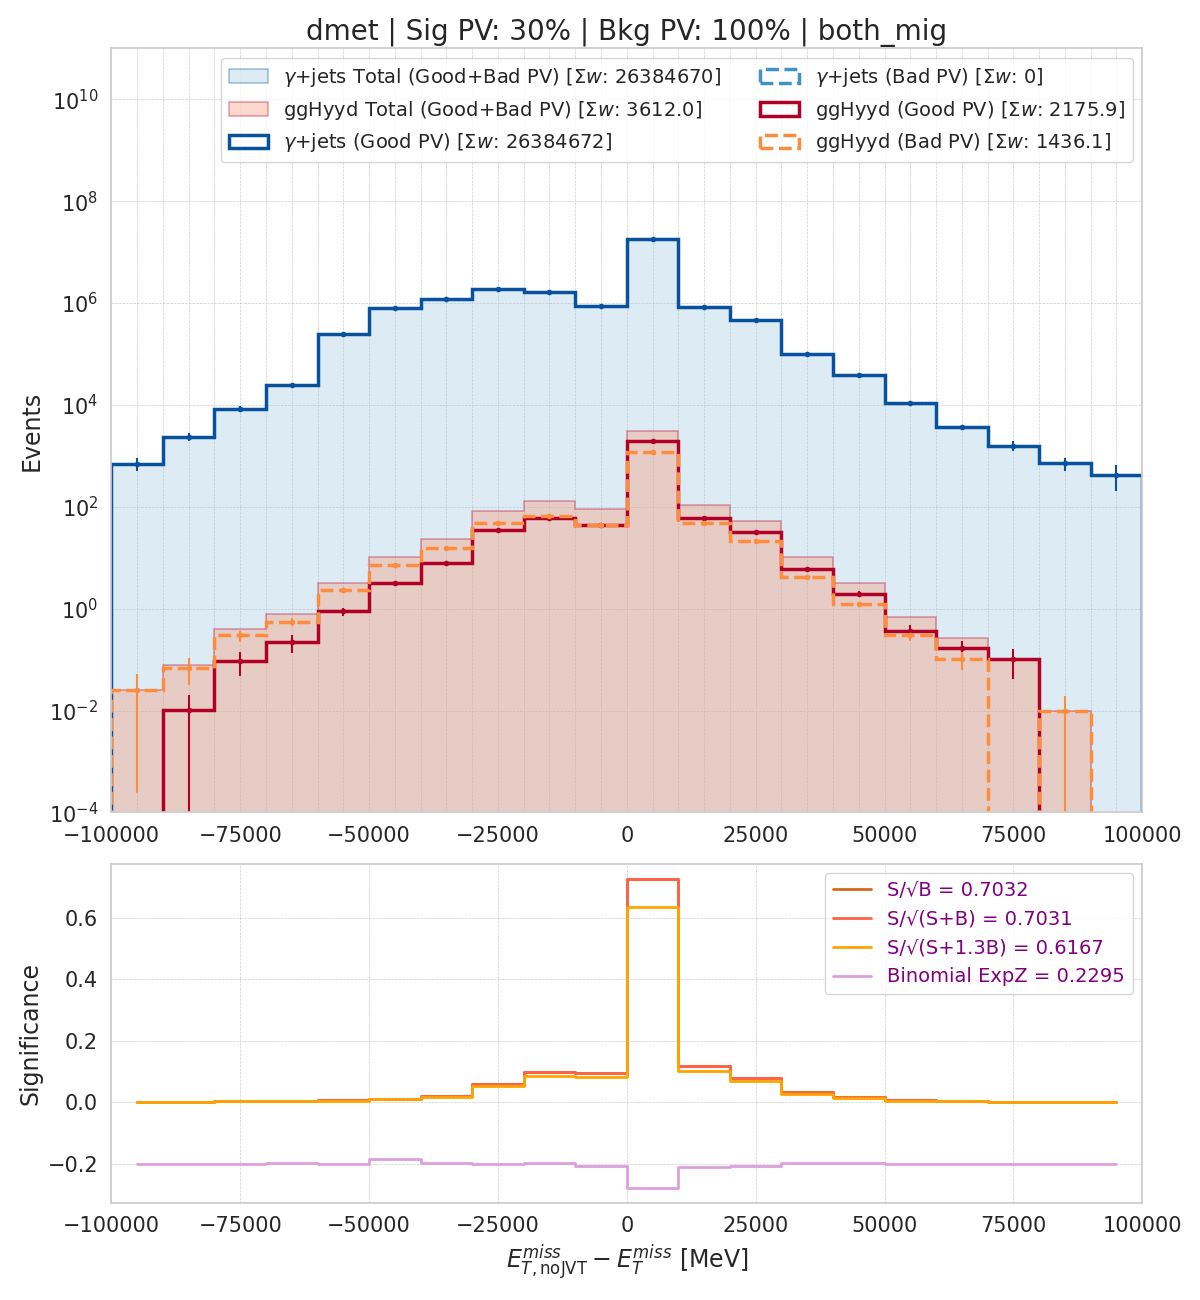 dmet | Sig PV: 30% | Bkg PV: 100% | both_mig
γ+jets Total (Good+Bad PV) [Σw: 26384670]
ggHyyd Total (Good+Bad PV) [Σw: 3612.0]
γ+jets (Good PV) [Σw: 26384672]
γ+jets (Bad PV) [Σw: 0]
ggHyyd (Good PV) [Σw: 2175.9]
ggHyyd (Bad PV) [Σw: 1436.1]
Events
10^10
10^8
10^6
10^4
10^2
10^0
10^−2
10^−4
−100000 −75000 −50000 −25000 0 25000 50000 75000 100000
S/√B = 0.7032
S/√(S+B) = 0.7031
S/√(S+1.3B) = 0.6167
Binomial ExpZ = 0.2295
Significance
0.6
0.4
0.2
0.0
−0.2
−100000 −75000 −50000 −25000 0 25000 50000 75000 100000
E_{T,noJVT}^{miss} − E_T^{miss} [MeV]